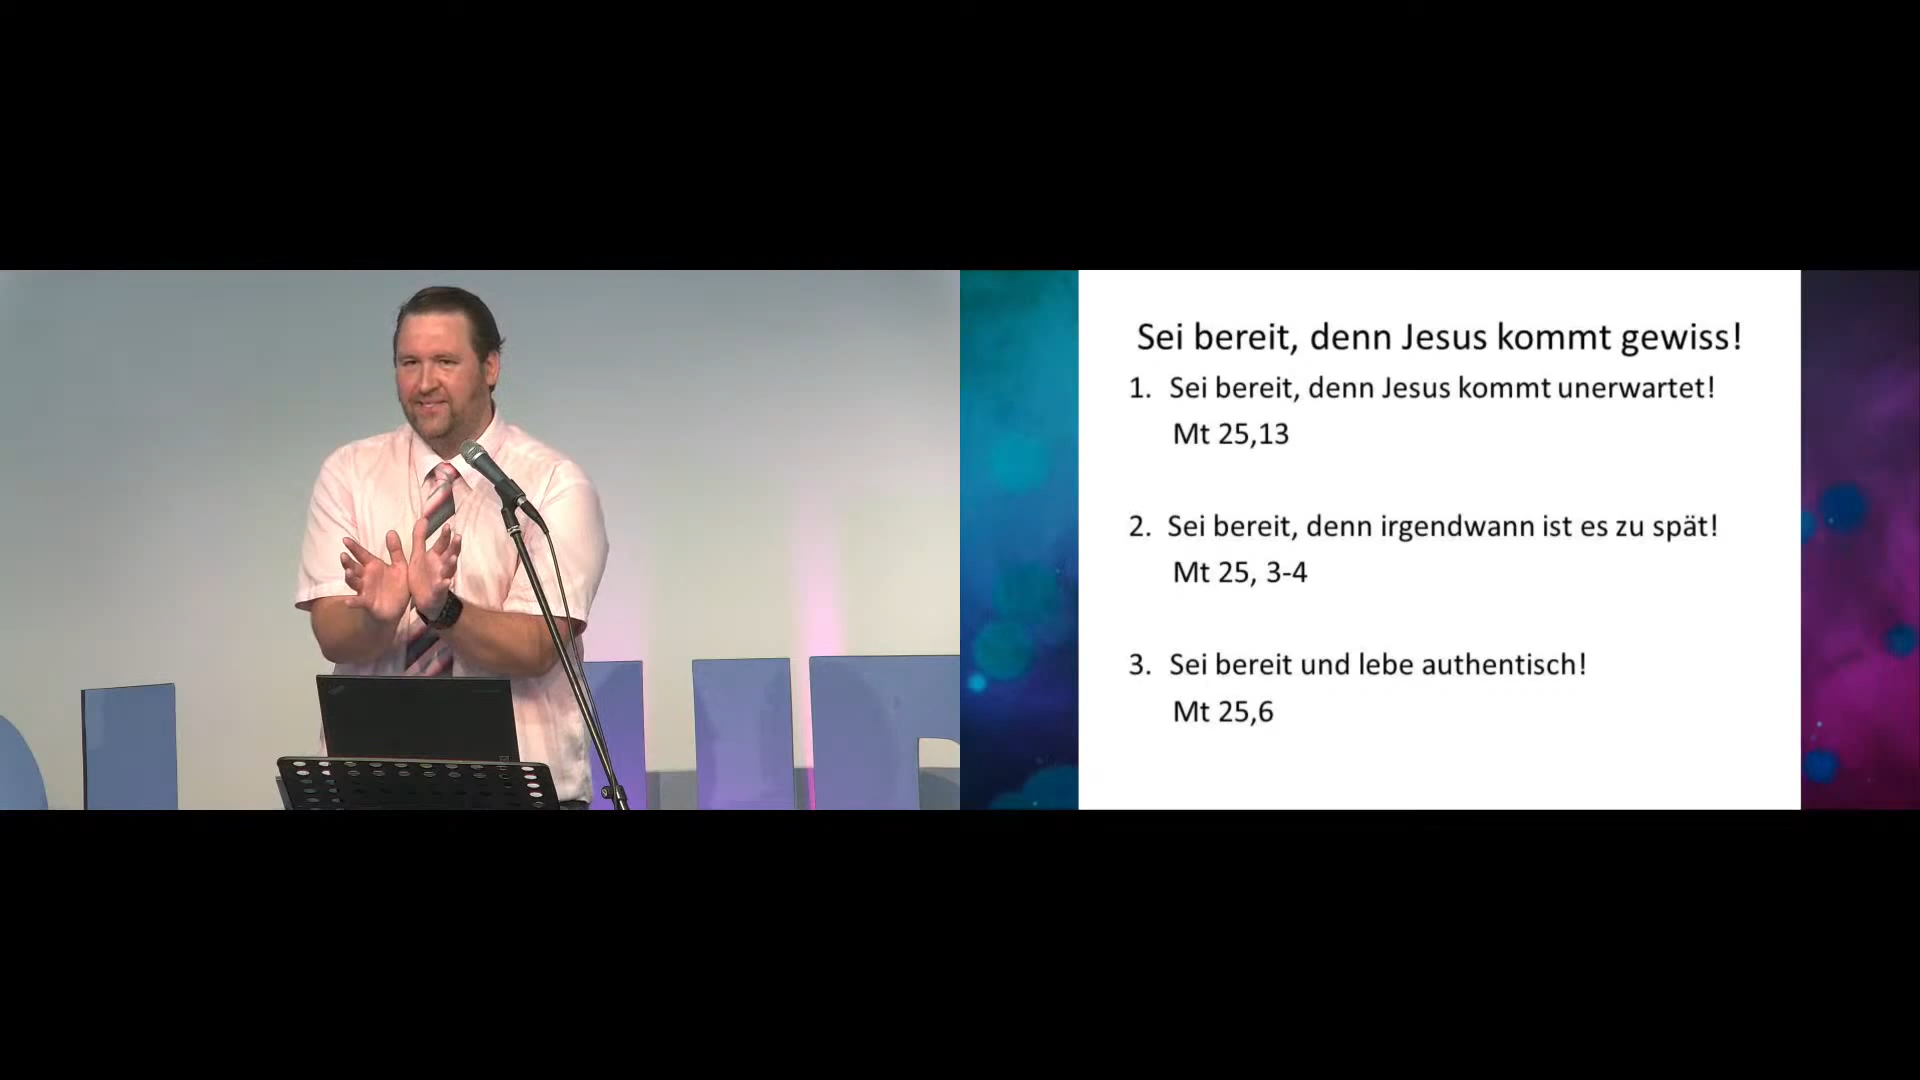 Sei bereit, denn Jesus kommt gewiss!
1. Sei bereit, denn Jesus kommt unerwartet!
Mt 25,13
2. Sei bereit, denn irgendwann ist es zu spät!
Mt 25, 3-4
3. Sei bereit und lebe authentisch!
Mt 25,6